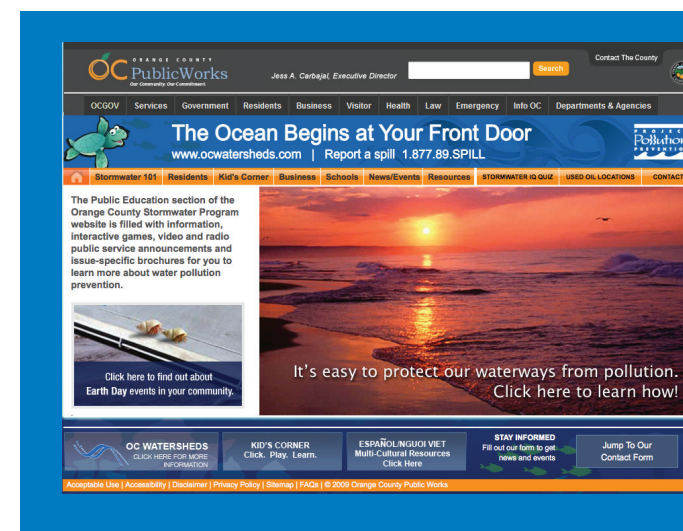 ORANGE COUNTY
OC PublicWorks
Our Community. Our Commitment.
Jess A. Carbajal, Executive Director
Search
Contact The County
OCGOV Services Government Residents Business Visitor Health Law Emergency Info OC Departments & Agencies
The Ocean Begins at Your Front Door
www.ocwatersheds.com | Report a spill 1.877.89.SPILL
PROJECT
Pollution
PREVENTION
Stormwater 101 Residents Kid's Corner Business Schools News/Events Resources STORMWATER IQ QUIZ USED OIL LOCATIONS CONTACT
The Public Education section of the
Orange County Stormwater Program
website is filled with information,
interactive games, video and radio
public service announcements and
issue-specific brochures for you to
learn more about water pollution
prevention.
Click here to find out about
Earth Day events in your community.
It's easy to protect our waterways from pollution.
Click here to learn how!
OC WATERSHEDS
CLICK HERE FOR MORE
INFORMATION
KID'S CORNER
Click. Play. Learn.
ESPAÑOL/NGUOI VIET
Multi-Cultural Resources
Click Here
STAY INFORMED
Fill out our form to get
news and events
Jump To Our
Contact Form
Acceptable Use | Accessibility | Disclaimer | Privacy Policy | Sitemap | FAQs | © 2009 Orange County Public Works